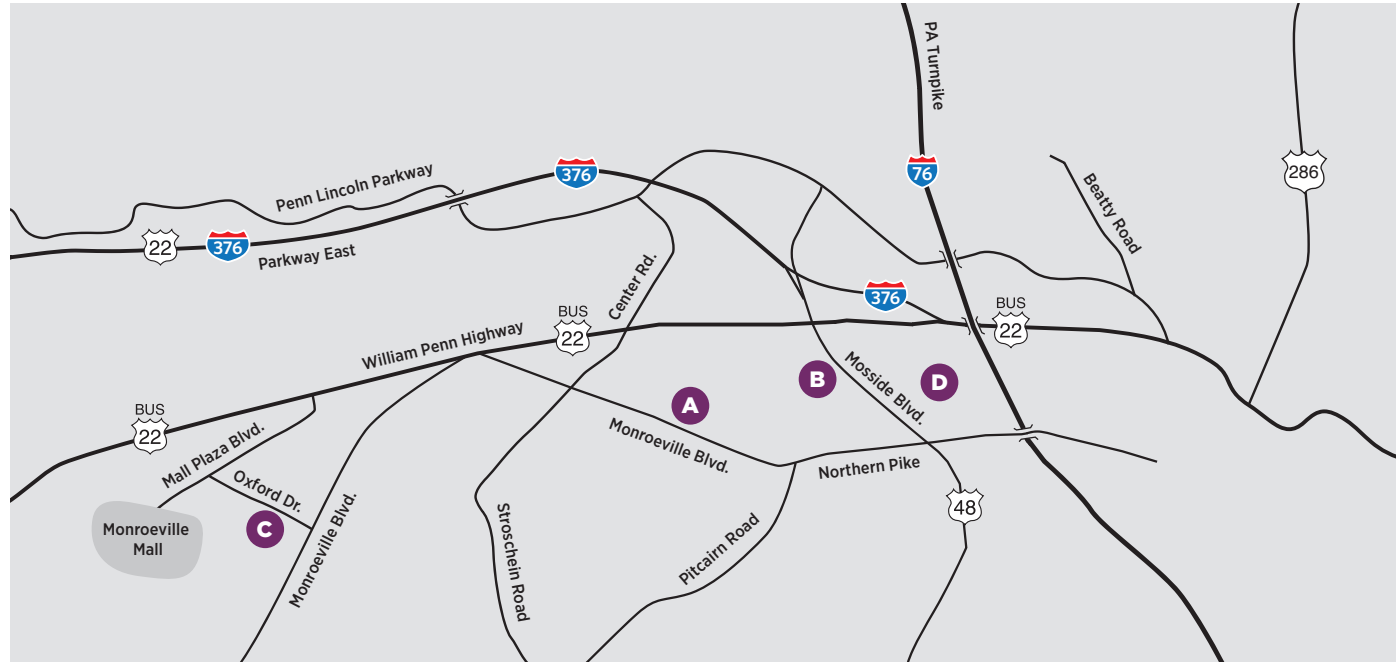 PA Turnpike
376
76
286
Penn Lincoln Parkway
Beatty Road
22
376
Parkway East
Center Rd.
376
BUS
22
BUS
22
William Penn Highway
B
D
Mosside Blvd.
A
BUS
22
Mall Plaza Blvd.
Monroeville Blvd.
Northern Pike
Oxford Dr.
48
C
Monroeville
Mall
Monroeville Blvd.
Stroschein Road
Pitcairn Road